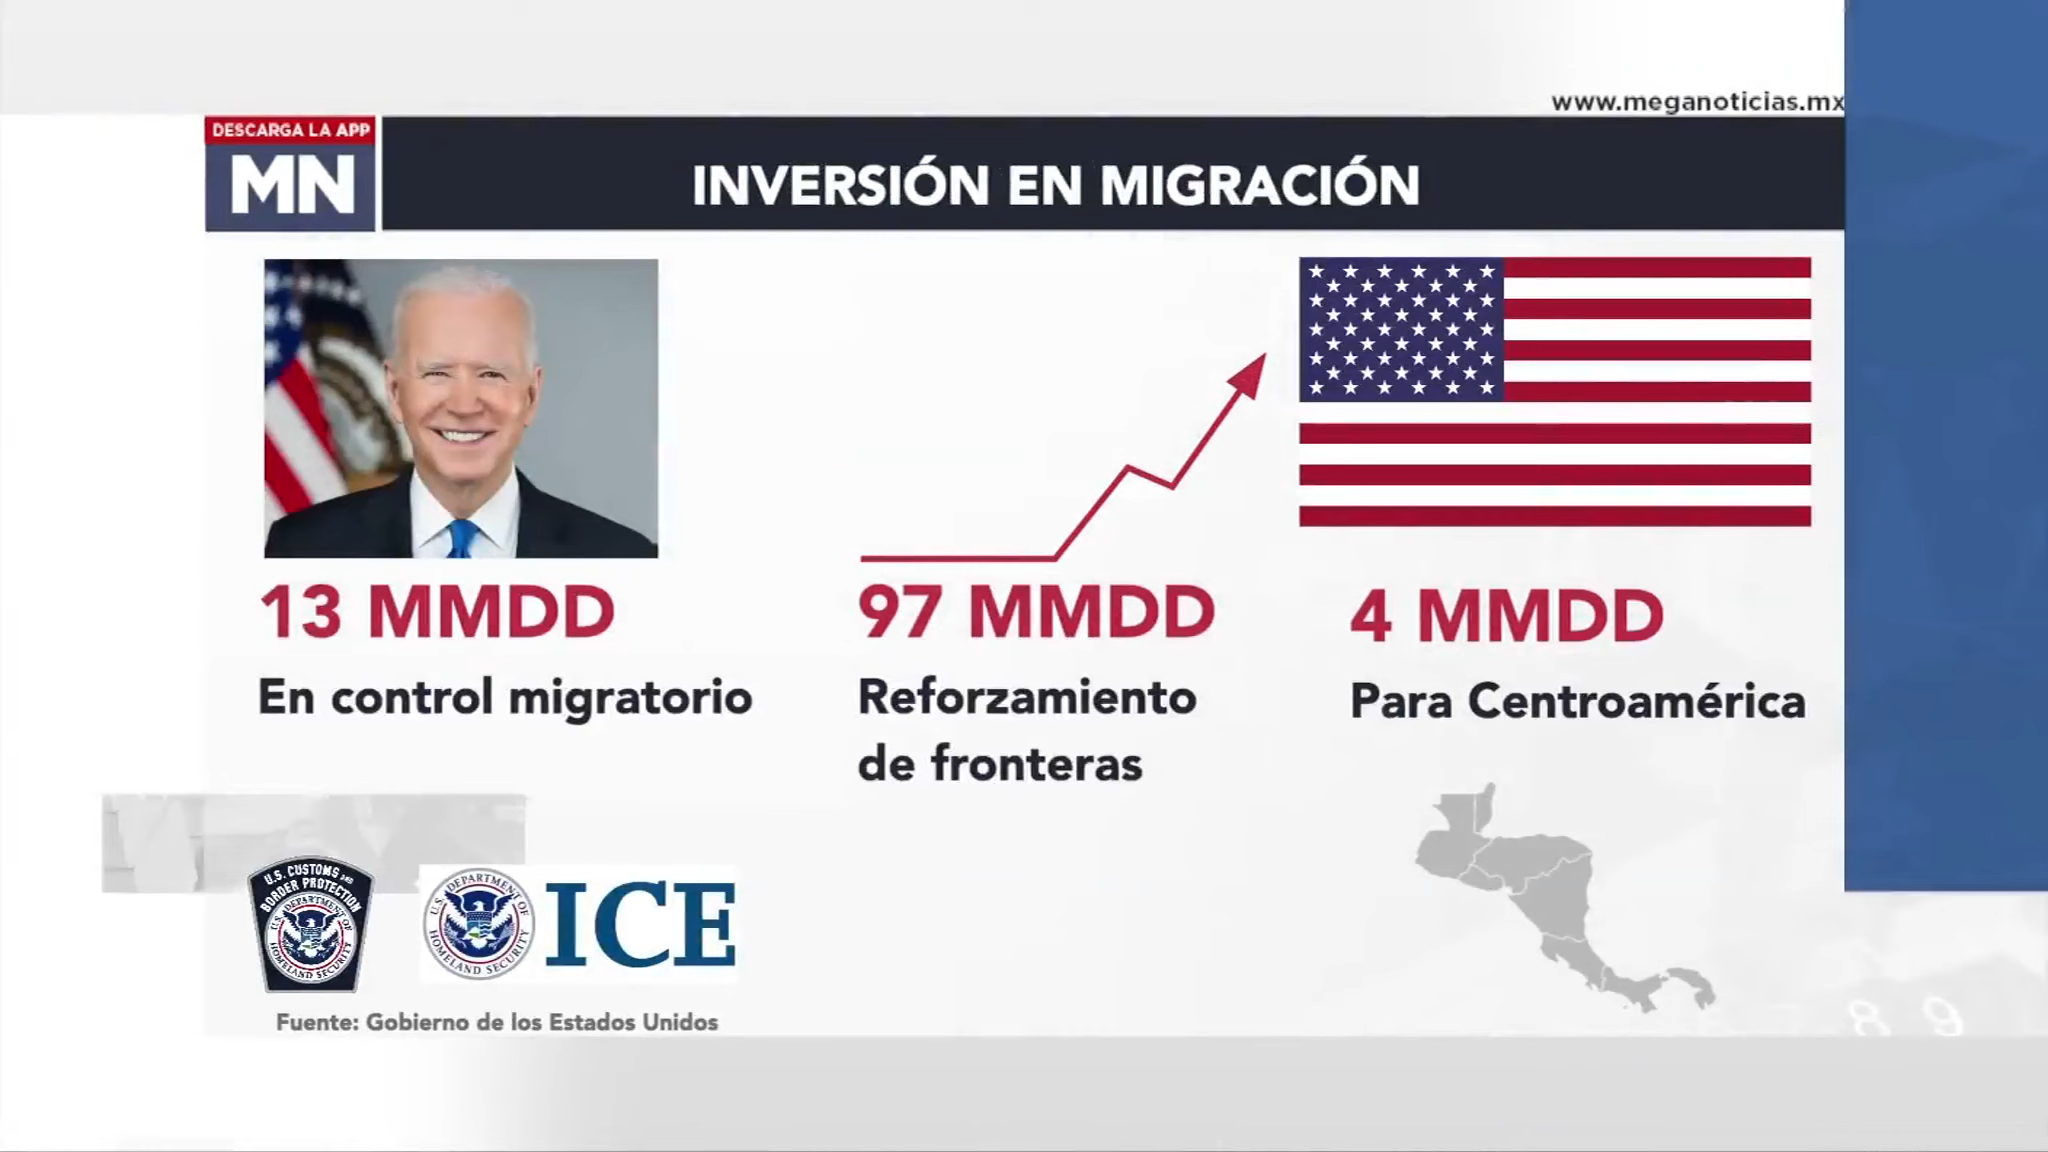 www.meganoticias.mx
DESCARGA LA APP
MN
INVERSIÓN EN MIGRACIÓN
13 MMDD
En control migratorio
97 MMDD
Reforzamiento
de fronteras
4 MMDD
Para Centroamérica
U.S. CUSTOMS AND
BORDER PROTECTION
U.S. DEPARTMENT OF
HOMELAND SECURITY
U.S. DEPARTMENT OF
HOMELAND SECURITY
ICE
Fuente: Gobierno de los Estados Unidos
8 9